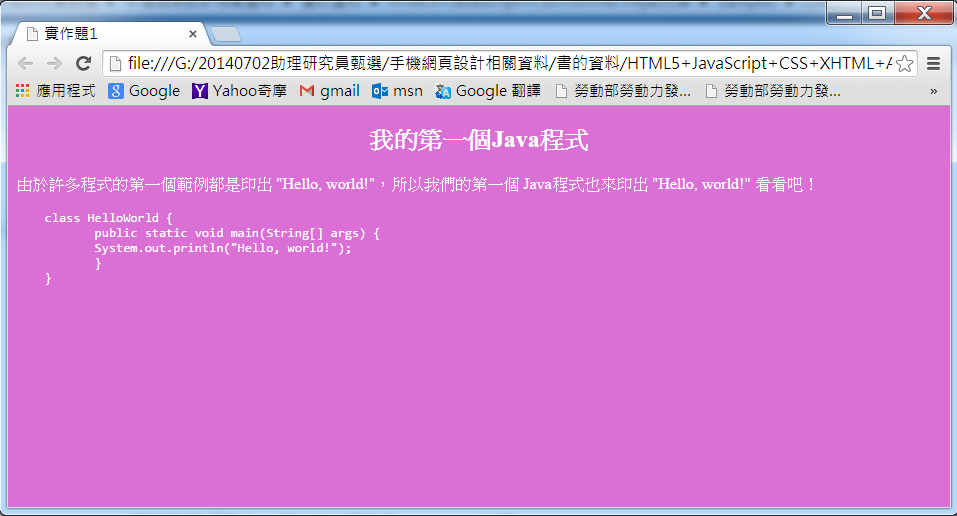 實作題1
file:///G:/20140702助理研究員甄選/手機網頁設計相關資料/書的資料/HTML5+JavaScript+CSS+XHTML+A
應用程式 Google Yahoo奇摩 gmail msn Google 翻譯 勞動部勞動力發... 勞動部勞動力發... »
我的第一個Java程式
由於許多程式的第一個範例都是印出 "Hello, world!"，所以我們的第一個 Java程式也來印出 "Hello, world!" 看看吧！
class HelloWorld {
public static void main(String[] args) {
System.out.println("Hello, world!");
}
}